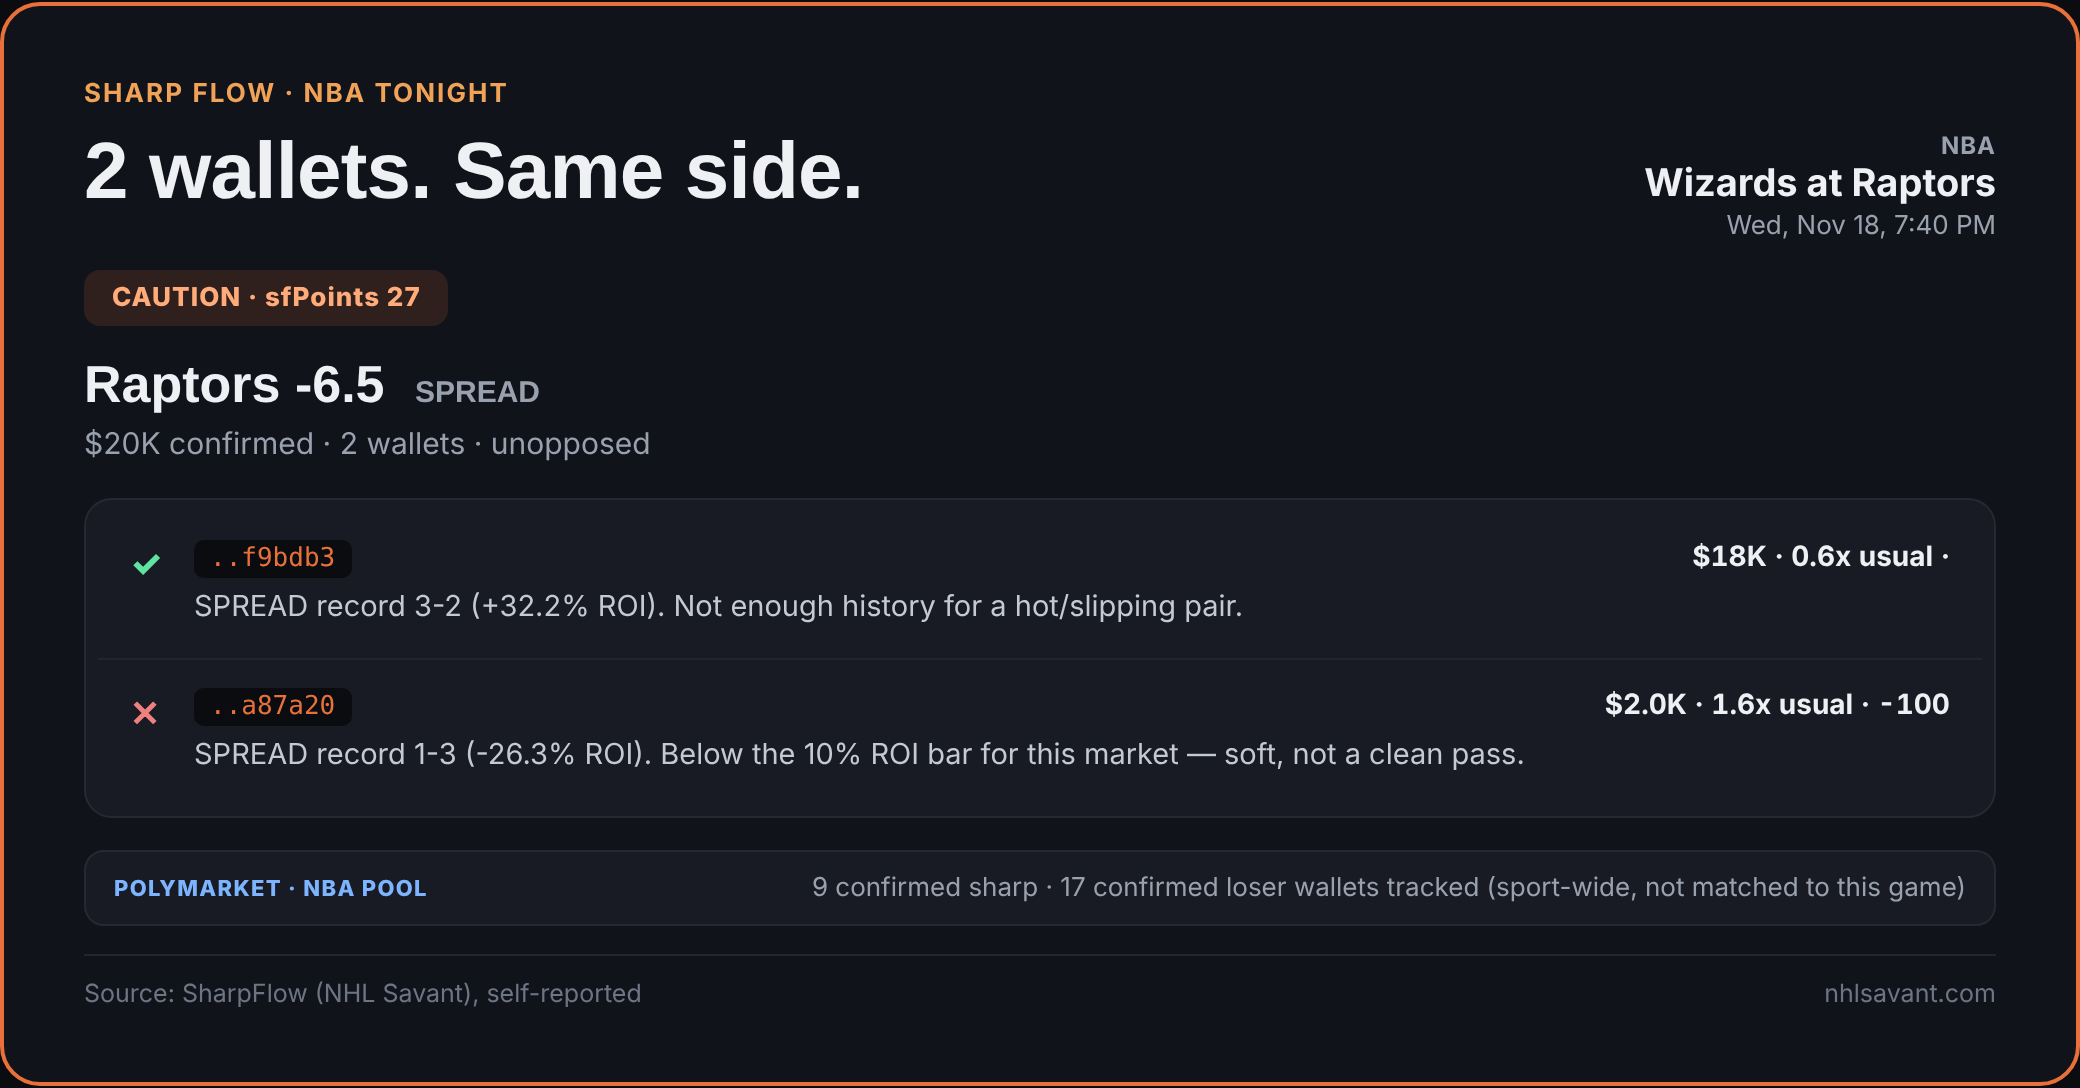 SHARP FLOW · NBA TONIGHT
2 wallets. Same side.
NBA
Wizards at Raptors
Wed, Nov 18, 7:40 PM
CAUTION · sfPoints 27
Raptors -6.5 SPREAD
$20K confirmed · 2 wallets · unopposed
..f9bdb3 $18K · 0.6x usual ·
SPREAD record 3-2 (+32.2% ROI). Not enough history for a hot/slipping pair.
..a87a20 $2.0K · 1.6x usual · -100
SPREAD record 1-3 (-26.3% ROI). Below the 10% ROI bar for this market — soft, not a clean pass.
POLYMARKET · NBA POOL 9 confirmed sharp · 17 confirmed loser wallets tracked (sport-wide, not matched to this game)
Source: SharpFlow (NHL Savant), self-reported nhlsavant.com